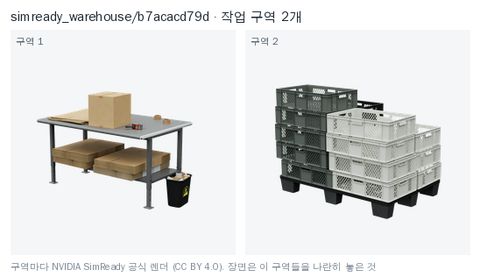 simready_warehouse/b7acacd79d · 작업 구역 2개
구역 1
구역 2
구역마다 NVIDIA SimReady 공식 렌더 (CC BY 4.0). 장면은 이 구역들을 나란히 놓은 것